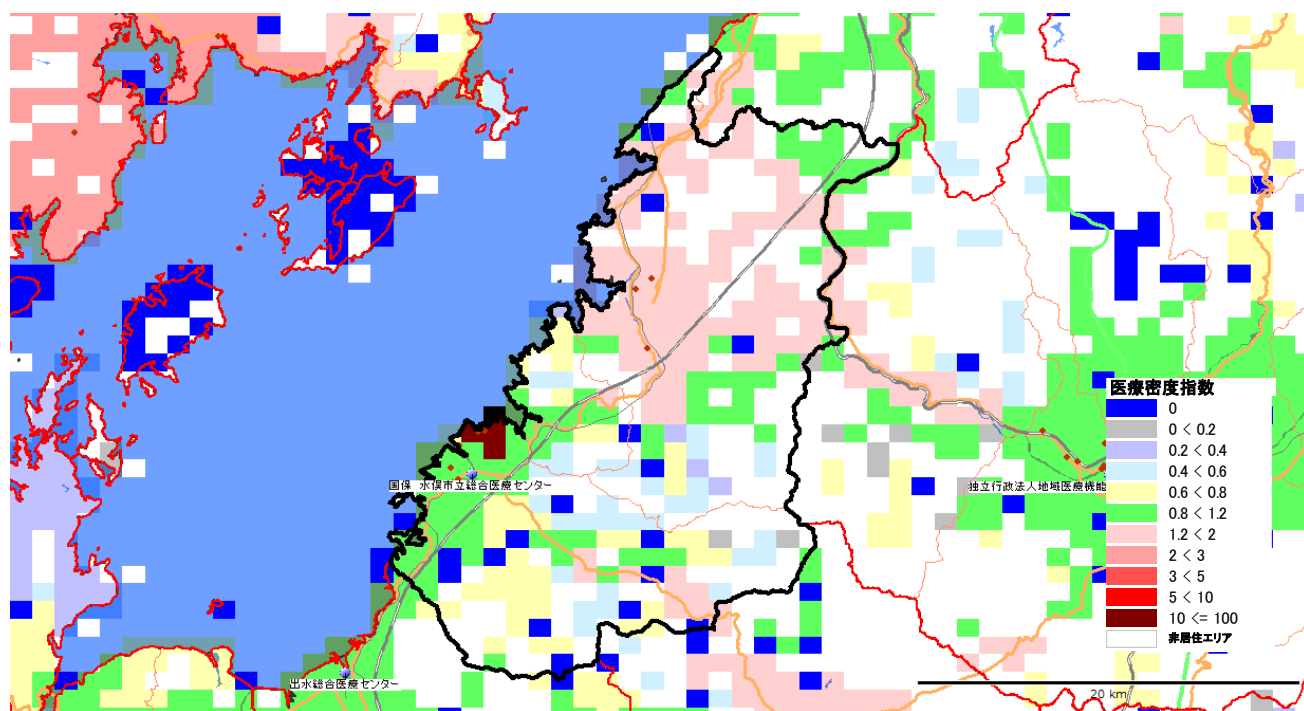 医療密度指数
0
0 < 0.2
0.2 < 0.4
0.4 < 0.6
0.6 < 0.8
0.8 < 1.2
1.2 < 2
2 < 3
3 < 5
5 < 10
10 <= 100
非居住エリア
国保 水俣市立総合医療センター
独立行政法人地域医療機能
出水総合医療センター
20 km